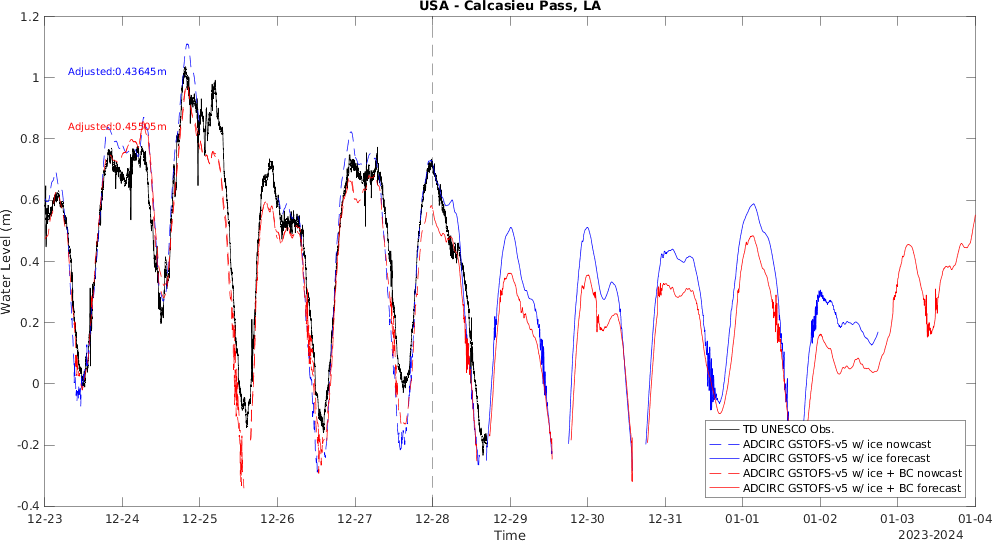 USA - Calcasieu Pass, LA
1.2
1
0.8
0.6
0.4
0.2
0
-0.2
-0.4
Water Level (m)
Adjusted:0.43645m
Adjusted:0.45505m
TD UNESCO Obs.
ADCIRC GSTOFS-v5 w/ ice nowcast
ADCIRC GSTOFS-v5 w/ ice forecast
ADCIRC GSTOFS-v5 w/ ice + BC nowcast
ADCIRC GSTOFS-v5 w/ ice + BC forecast
12-23 12-24 12-25 12-26 12-27 12-28 12-29 12-30 12-31 01-01 01-02 01-03 01-04
Time
2023-2024